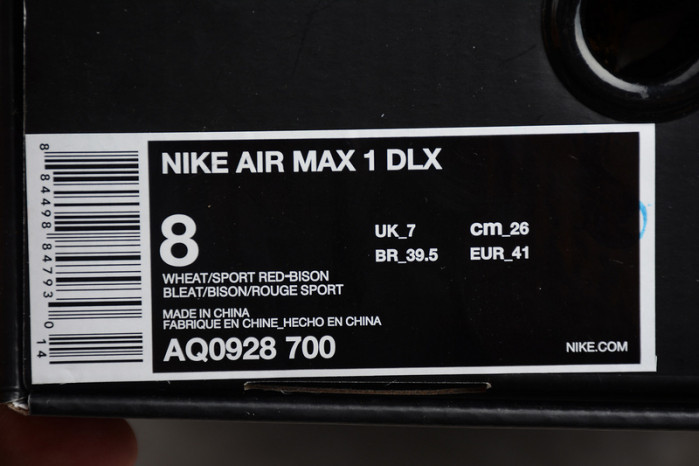 8 84498 84793 0 14
NIKE AIR MAX 1 DLX
8
UK_7 cm_26
BR_39.5 EUR_41
WHEAT/SPORT RED-BISON
BLEAT/BISON/ROUGE SPORT
MADE IN CHINA
FABRIQUE EN CHINE_HECHO EN CHINA
AQ0928 700
NIKE.COM